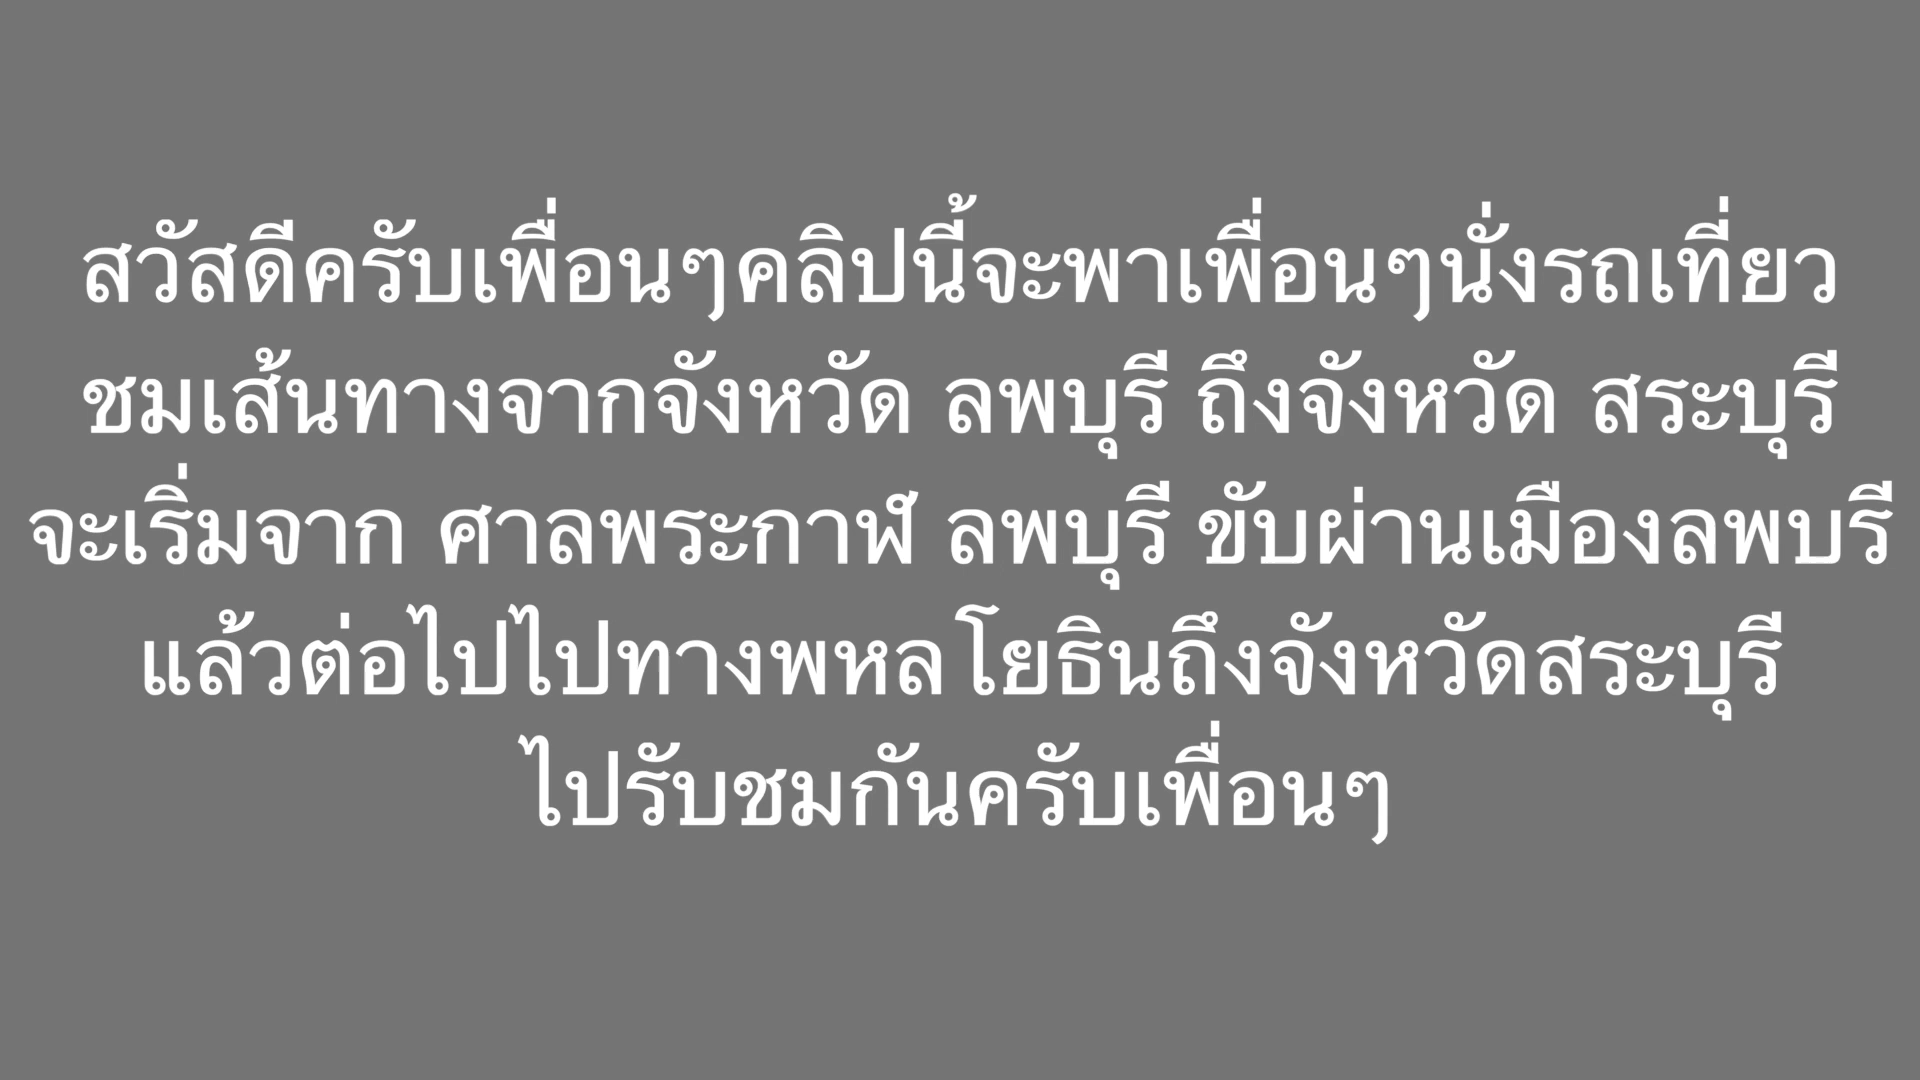 สวัสดีครับเพื่อนๆคลิปนี้จะพาเพื่อนๆนั่งรถเที่ยว
ชมเส้นทางจากจังหวัด ลพบุรี ถึงจังหวัด สระบุรี
จะเริ่มจาก ศาลพระกาฬ ลพบุรี ขับผ่านเมืองลพบรี
แล้วต่อไปไปทางพหลโยธินถึงจังหวัดสระบุรี
ไปรับชมกันครับเพื่อนๆ